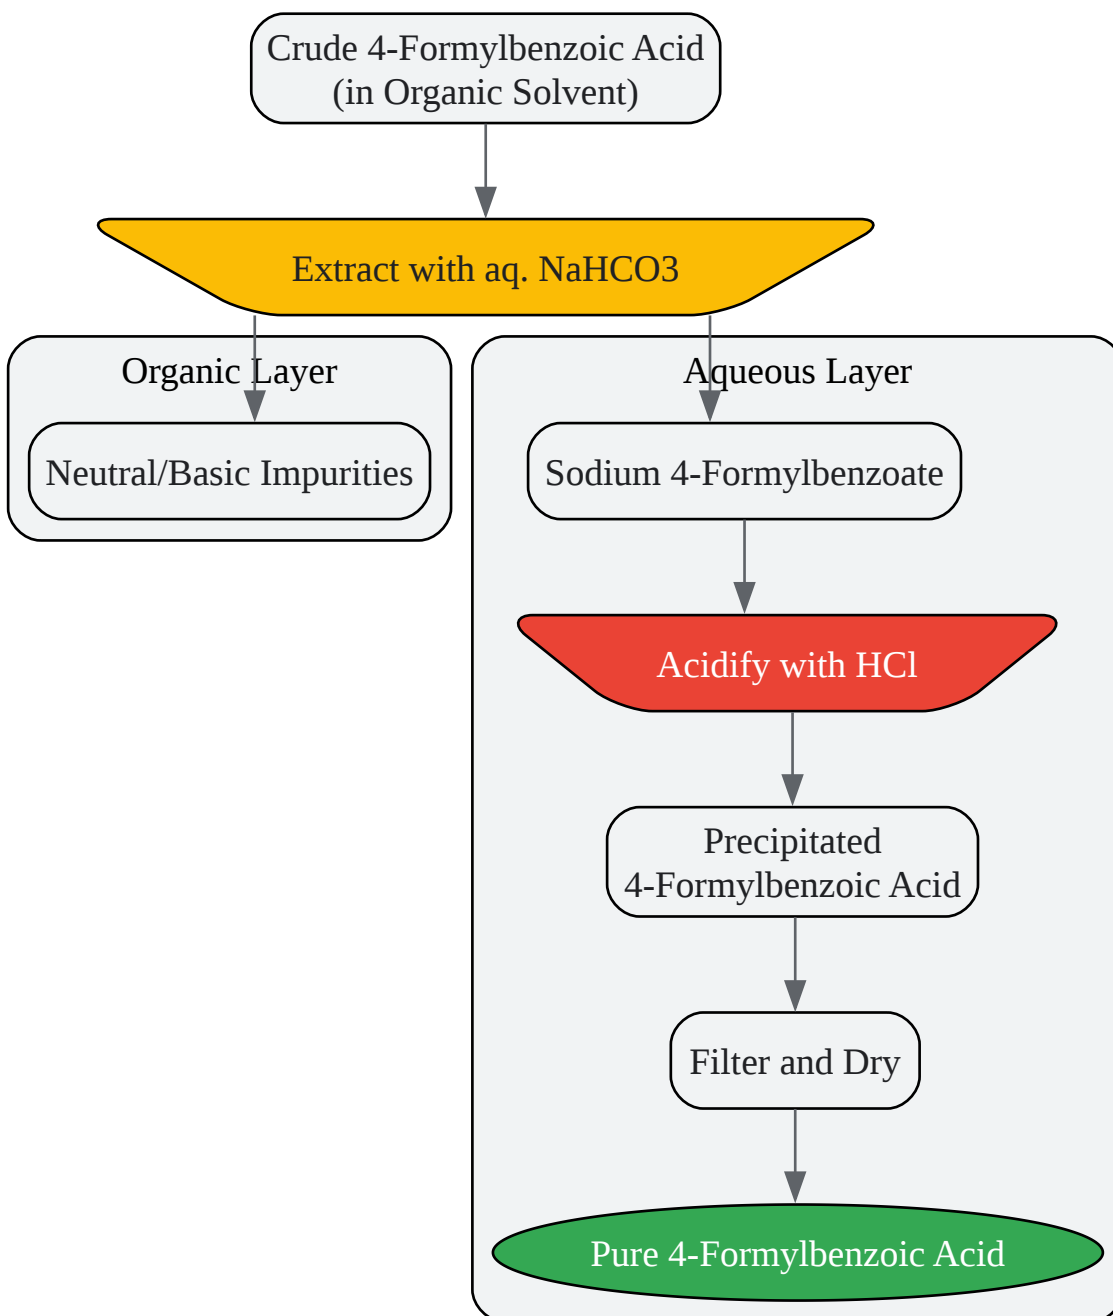 Crude 4-Formylbenzoic Acid
(in Organic Solvent)
Extract with aq. NaHCO3
Organic Layer
Neutral/Basic Impurities
Aqueous Layer
Sodium 4-Formylbenzoate
Acidify with HCl
Precipitated
4-Formylbenzoic Acid
Filter and Dry
Pure 4-Formylbenzoic Acid